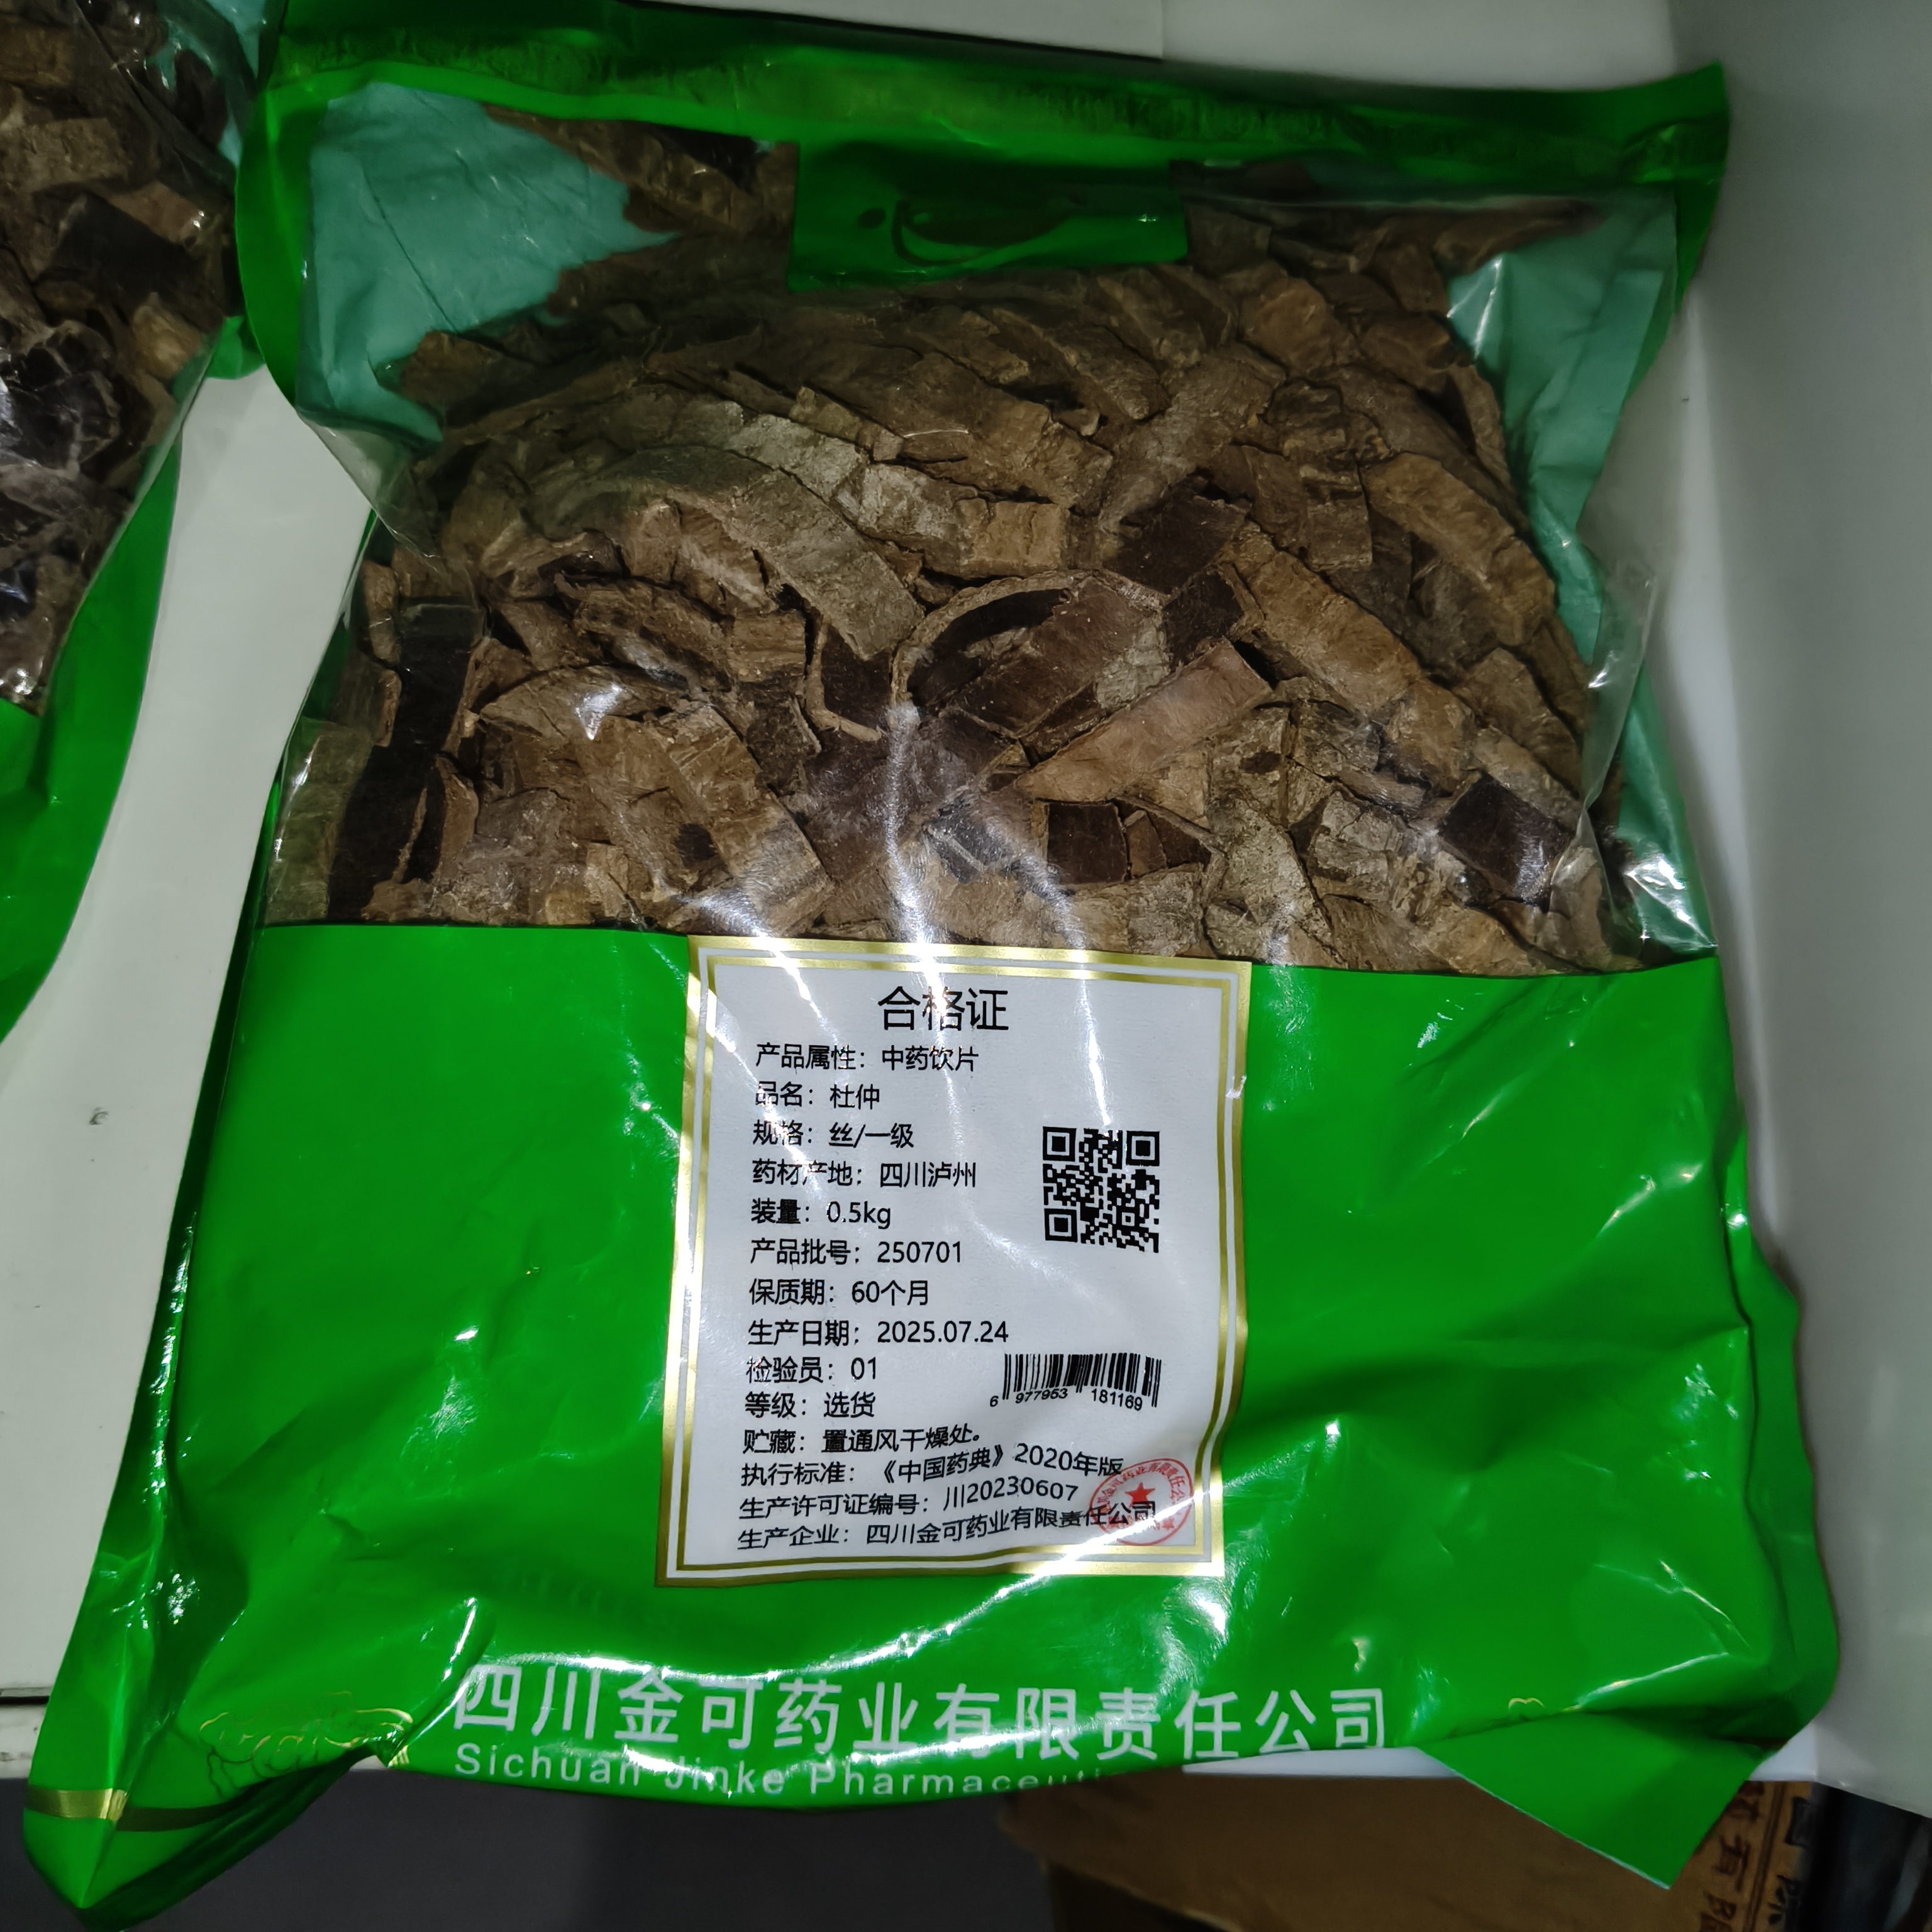 合格证
产品属性：中药饮片
品名：杜仲
规格：丝/一级
药材产地：四川泸州
装量：0.5kg
产品批号：250701
保质期：60个月
生产日期：2025.07.24
检验员：01
6 977953 181169
等级：选货
贮藏：置通风干燥处。
执行标准：《中国药典》2020年版
生产许可证编号：川20230607
生产企业：四川金可药业有限责任公司
四川金可药业有限责任公司
Sichuan Jinke Pharmaceuti